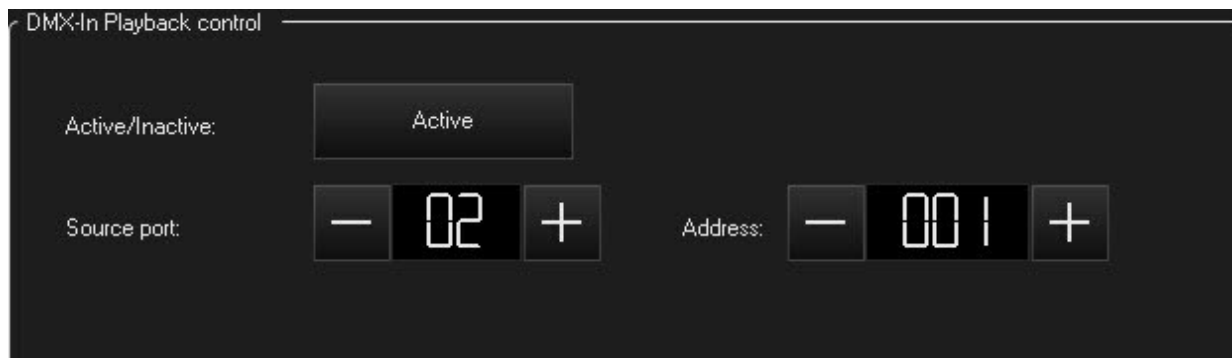 DMX-In Playback control
Active/Inactive: Active
Source port: − 02 + Address: − 001 +